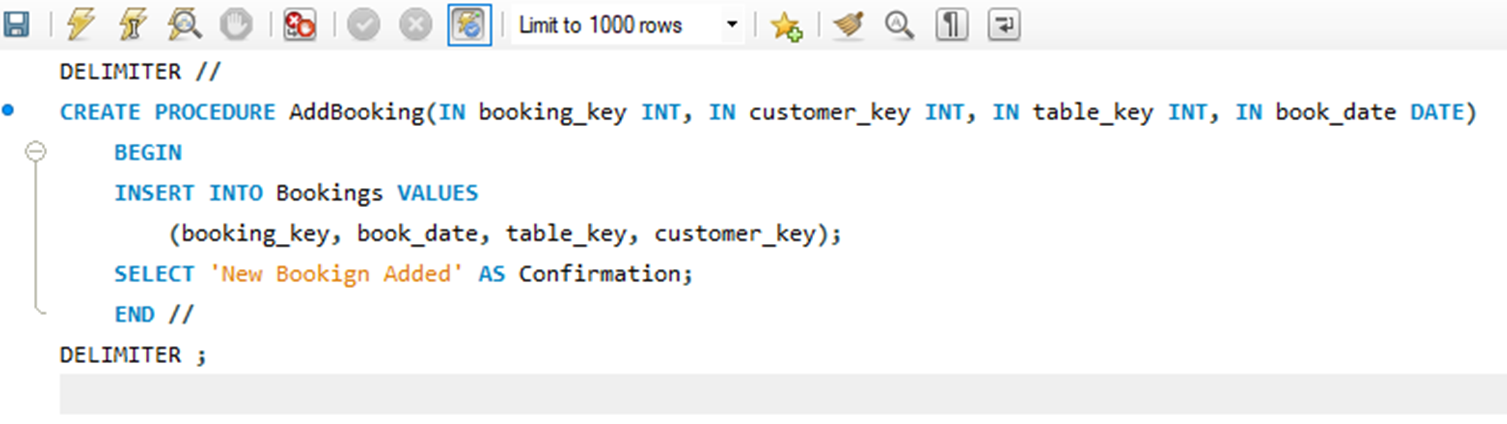 Limit to 1000 rows
DELIMITER //
CREATE PROCEDURE AddBooking(IN booking_key INT, IN customer_key INT, IN table_key INT, IN book_date DATE)
BEGIN
INSERT INTO Bookings VALUES
(booking_key, book_date, table_key, customer_key);
SELECT 'New Bookign Added' AS Confirmation;
END //
DELIMITER ;